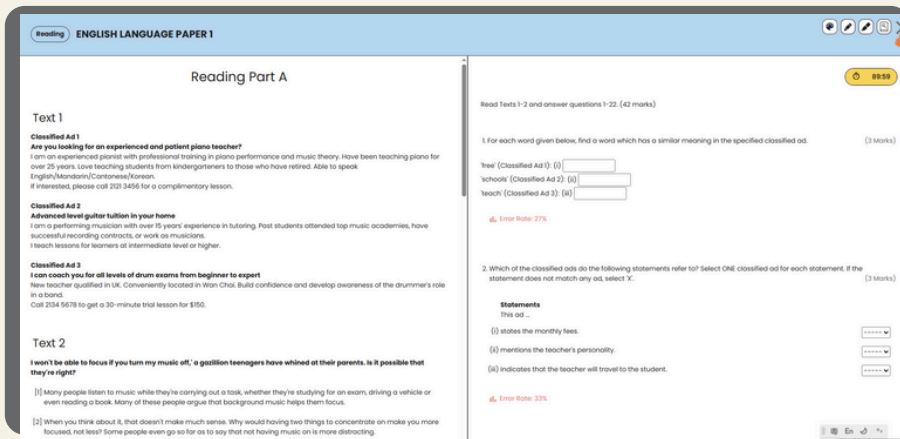 Reading ENGLISH LANGUAGE PAPER 1
Reading Part A
Text 1
Classified Ad 1
Are you looking for an experienced and patient piano teacher?
I am an experienced pianist with professional training in piano performance and music theory. Have been teaching piano for
over 25 years. Love teaching students from kindergarteners to those who have retired. Able to speak
English/Mandarin/Cantonese/Korean.
If interested, please call 2121 3456 for a complimentary lesson.
Classified Ad 2
Advanced level guitar tuition in your home
I am a performing musician with over 15 years' experience in tutoring. Past students attended top music academies, have
successful recording contracts, or work as musicians.
I teach lessons for learners at intermediate level or higher.
Classified Ad 3
I can coach you for all levels of drum exams from beginner to expert
New teacher qualified in UK. Conveniently located in Wan Chai. Build confidence and develop awareness of the drummer's role
in a band.
Call 2134 5678 to get a 30-minute trial lesson for $150.
Text 2
I won't be able to focus if you turn my music off,' a gazillion teenagers have whined at their parents. Is it possible that
they're right?
[1] Many people listen to music while they're carrying out a task, whether they're studying for an exam, driving a vehicle or
even reading a book. Many of these people argue that background music helps them focus.
[2] When you think about it, that doesn't make much sense. Why would having two things to concentrate on make you more
focused, not less? Some people even go so far as to say that not having music on is more distracting.
89:59
Read Texts 1-2 and answer questions 1-22. (42 marks)
1. For each word given below, find a word which has a similar meaning in the specified classified ad. (3 Marks)
'free' (Classified Ad 1): (i)
'schools' (Classified Ad 2): (ii)
'teach' (Classified Ad 3): (iii)
Error Rate: 27%
2. Which of the classified ads do the following statements refer to? Select ONE classified ad for each statement. If the
statement does not match any ad, select 'X'. (3 Marks)
Statements
This ad ...
(i) states the monthly fees. -----
(ii) mentions the teacher's personality. -----
(iii) indicates that the teacher will travel to the student. -----
Error Rate: 33%
En